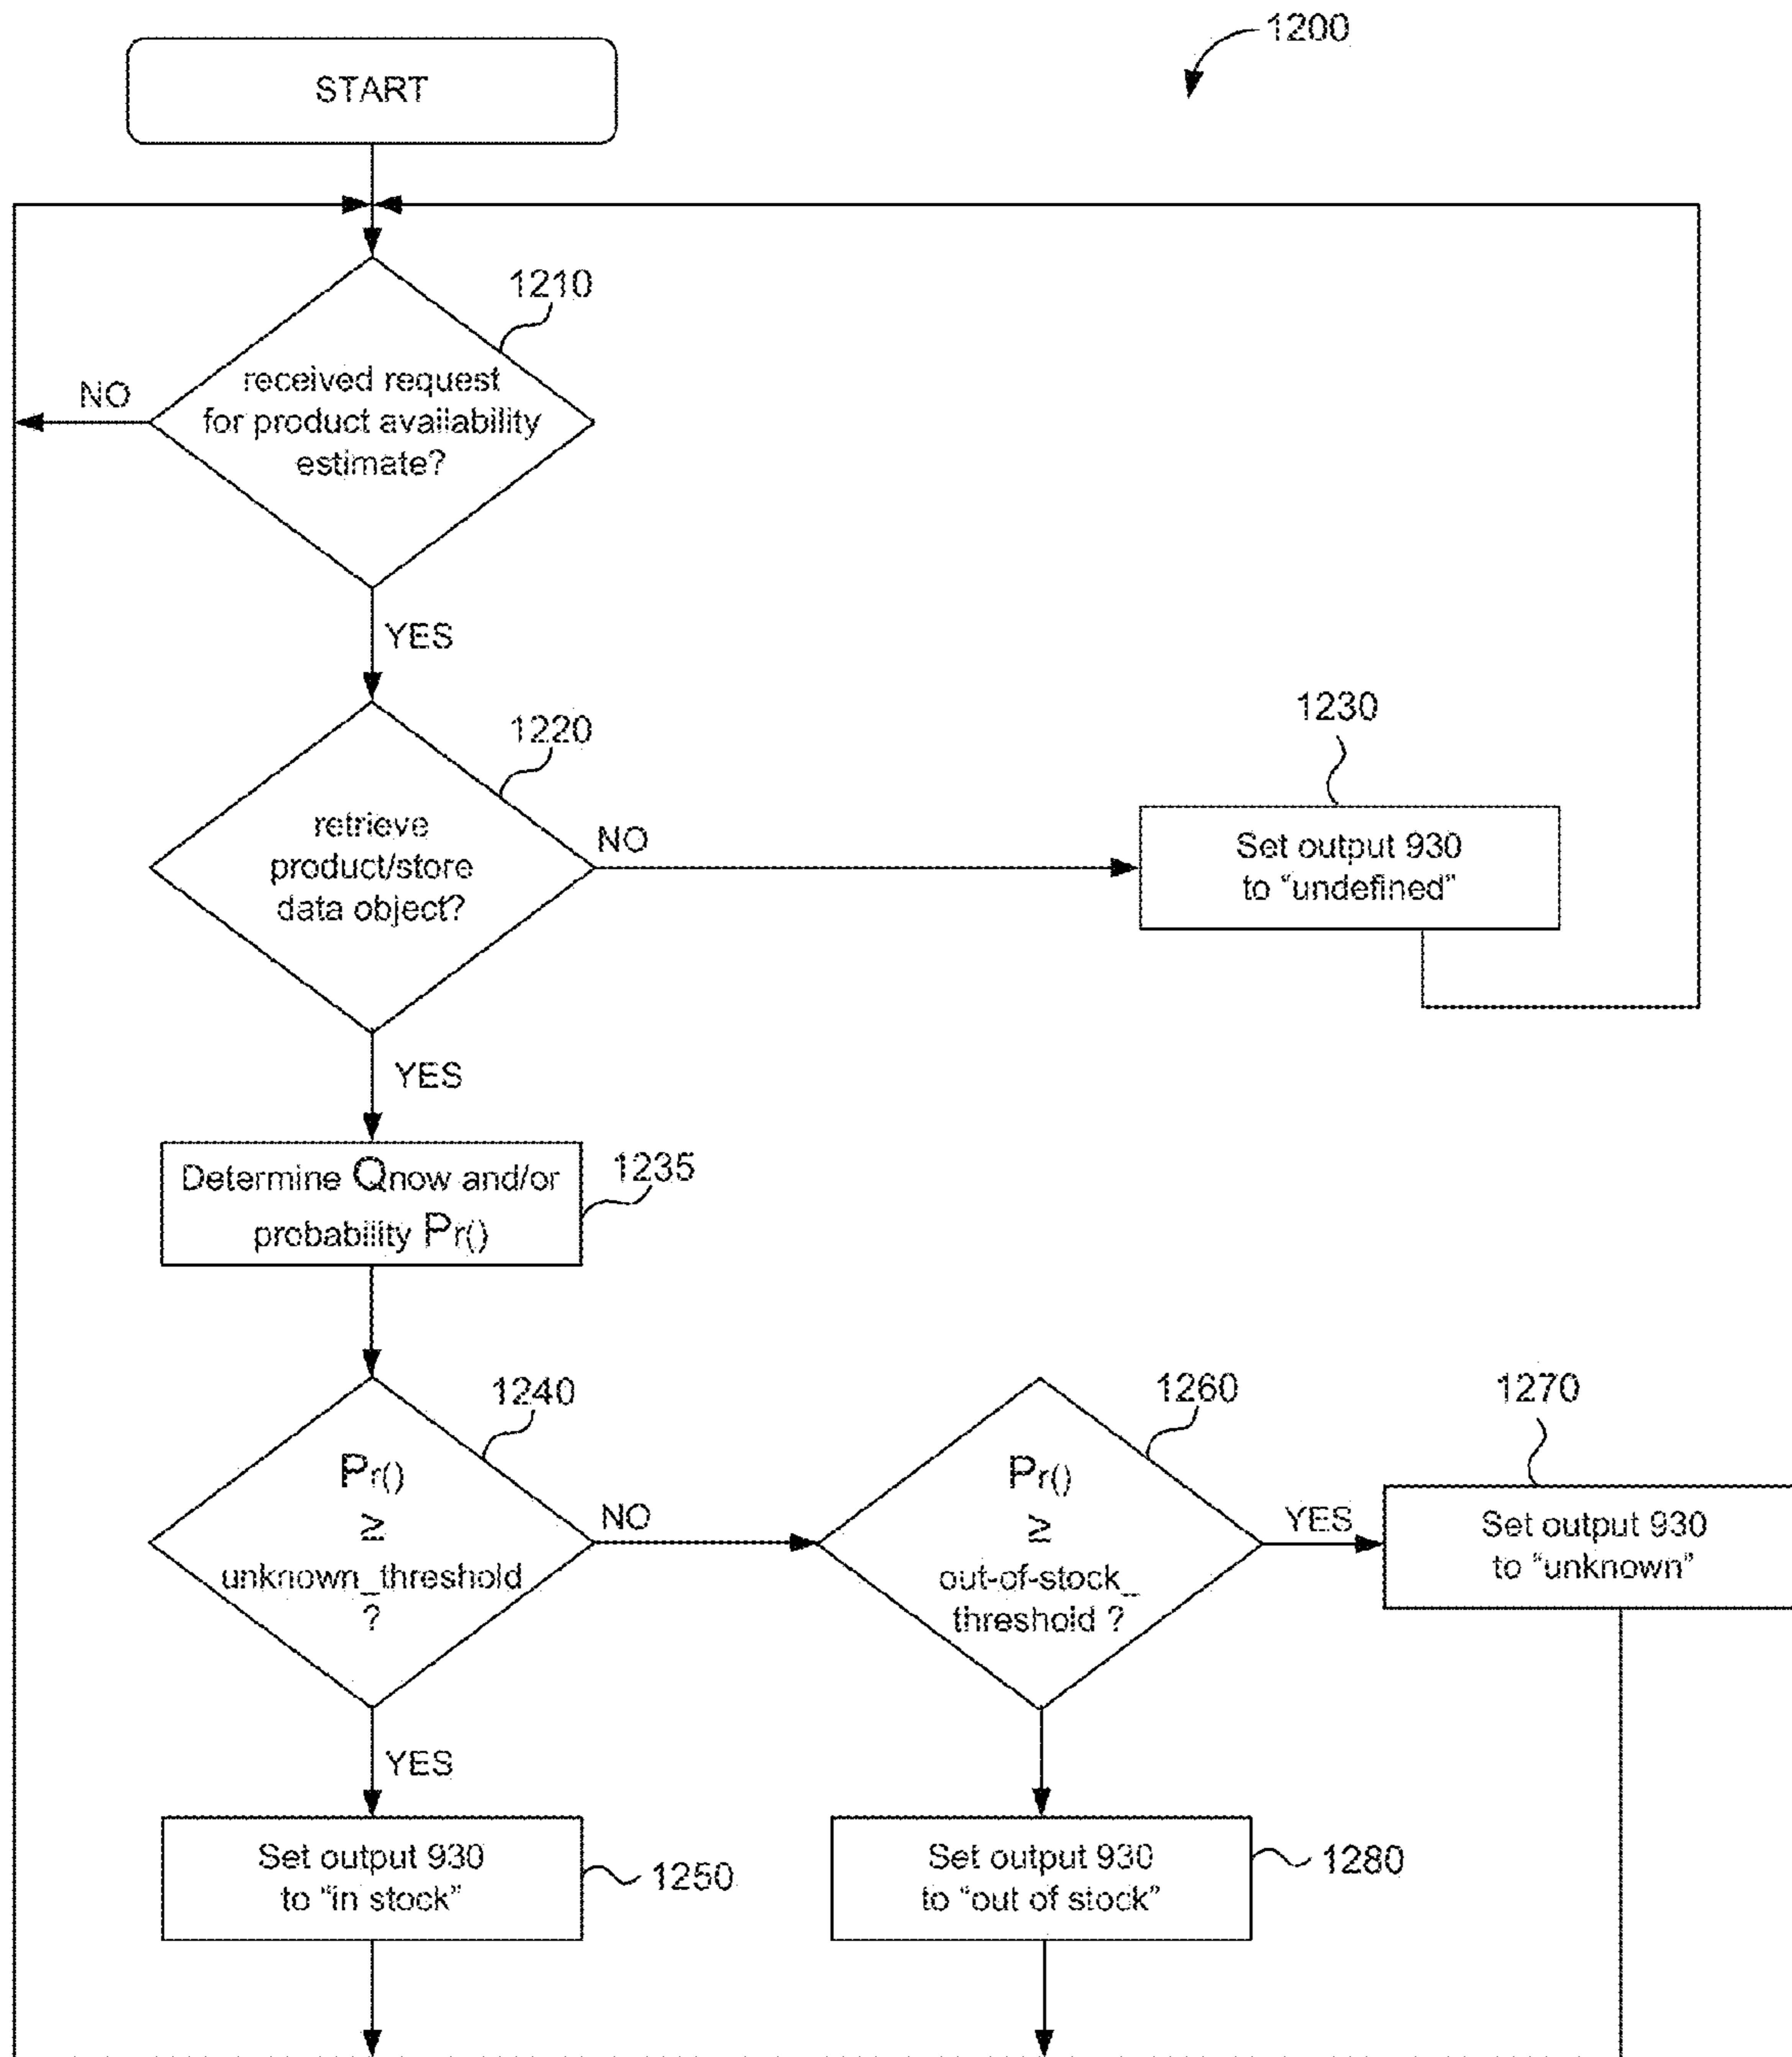 1200
START
1210
received request
for product availability
estimate?
NO
YES
1220
retrieve
product/store
data object?
NO
1230
Set output 930
to “undefined”
YES
Determine Qnow and/or
probability Pr()
1235
1240
Pr()
≥
unknown_threshold
?
NO
1260
Pr()
≥
out-of-stock_
threshold ?
YES
1270
Set output 930
to “unknown”
YES
Set output 930
to “in stock”
1250
Set output 930
to “out of stock”
1280